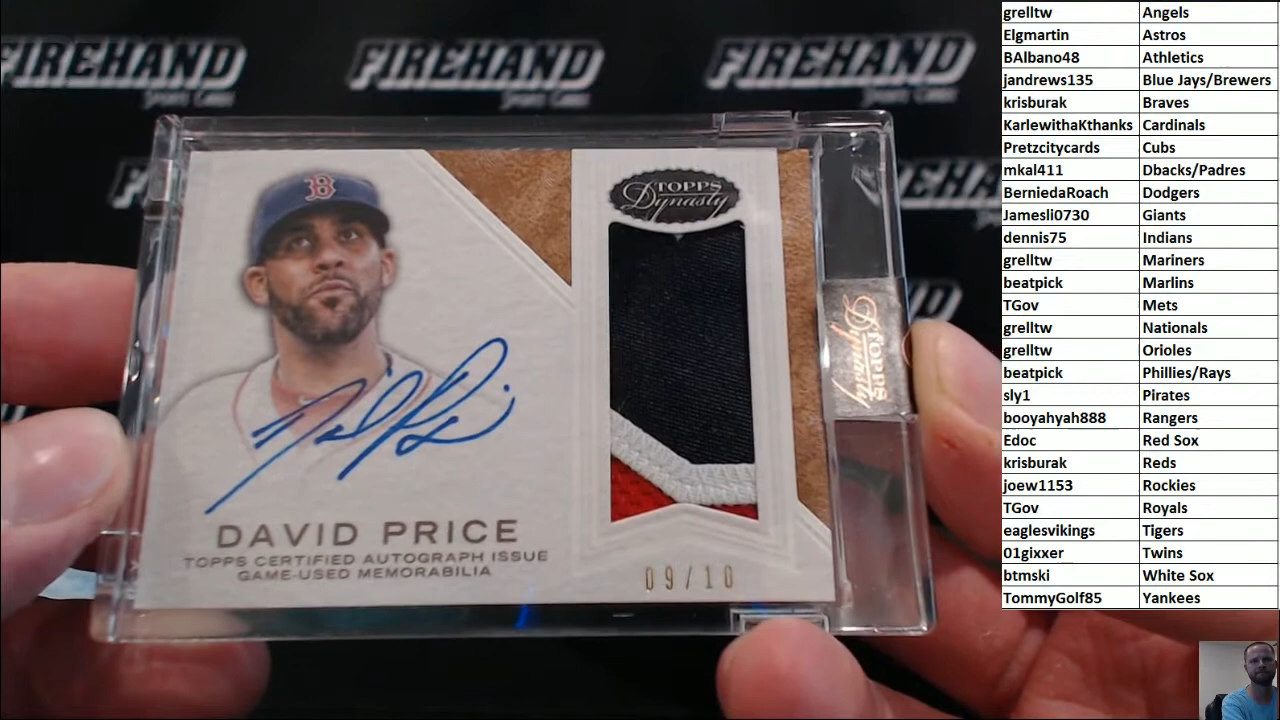 FIREHAND
FIREHAND
FIREHAND
B
TOPPS
Dynasty
TOPPS
Dynasty
DAVID PRICE
TOPPS CERTIFIED AUTOGRAPH ISSUE
GAME-USED MEMORABILIA
09/10
grelltw Angels
Elgmartin Astros
BAlbano48 Athletics
jandrews135 Blue Jays/Brewers
krisburak Braves
KarlewithaKthanks Cardinals
Pretzcitycards Cubs
mkal411 Dbacks/Padres
BerniedaRoach Dodgers
Jamesli0730 Giants
dennis75 Indians
grelltw Mariners
beatpick Marlins
TGov Mets
grelltw Nationals
grelltw Orioles
beatpick Phillies/Rays
sly1 Pirates
booyahyah888 Rangers
Edoc Red Sox
krisburak Reds
joew1153 Rockies
TGov Royals
eaglesvikings Tigers
01gixxer Twins
btmski White Sox
TommyGolf85 Yankees